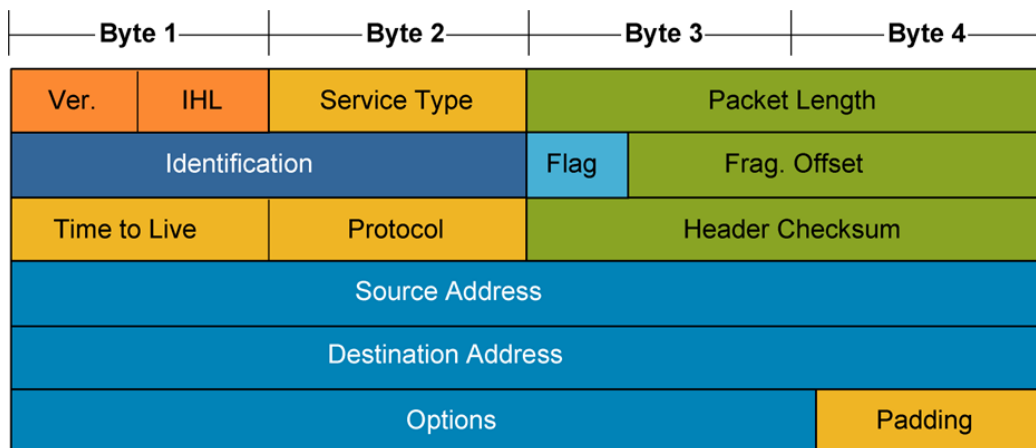 Byte 1 Byte 2 Byte 3 Byte 4
Ver. IHL Service Type Packet Length
Identification Flag Frag. Offset
Time to Live Protocol Header Checksum
Source Address
Destination Address
Options Padding